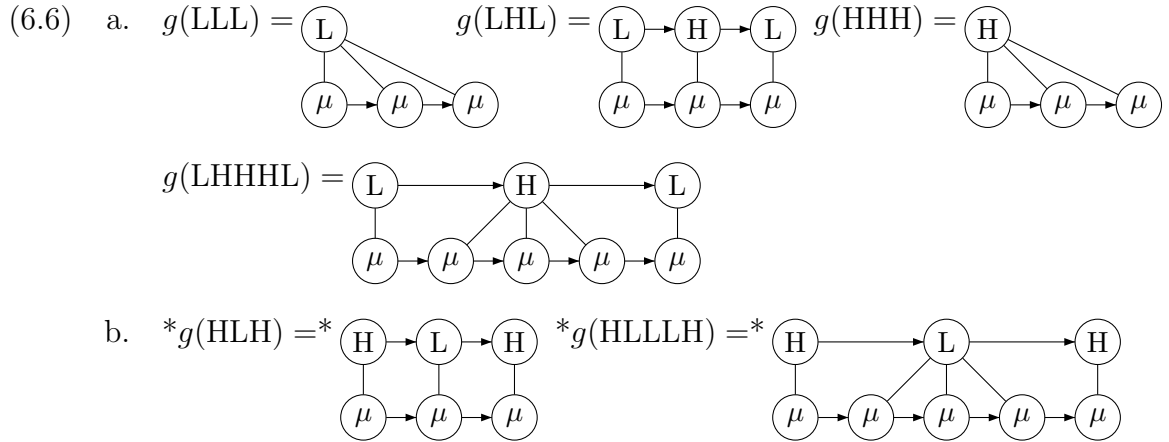 (6.6) a. g(LLL) = L g(LHL) = L H L g(HHH) = H
μ μ μ μ μ μ μ μ μ
g(LHHHL) = L H L
μ μ μ μ μ
b. *g(HLH) =* H L H *g(HLLLH) =* H L H
μ μ μ μ μ μ μ μ